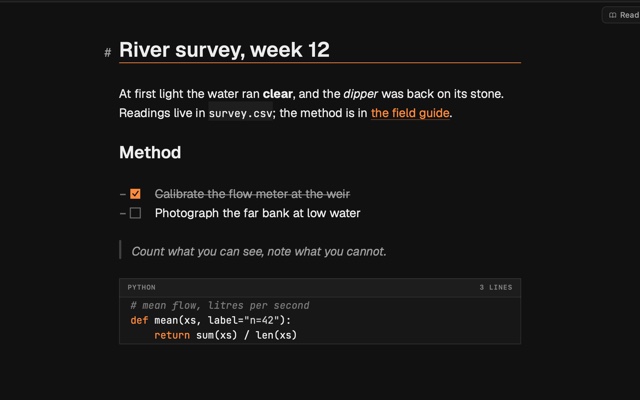 Read
# River survey, week 12
At first light the water ran clear, and the dipper was back on its stone.
Readings live in survey.csv; the method is in the field guide.
Method
– Calibrate the flow meter at the weir
– Photograph the far bank at low water
Count what you can see, note what you cannot.
PYTHON 3 LINES
# mean flow, litres per second
def mean(xs, label="n=42"):
    return sum(xs) / len(xs)